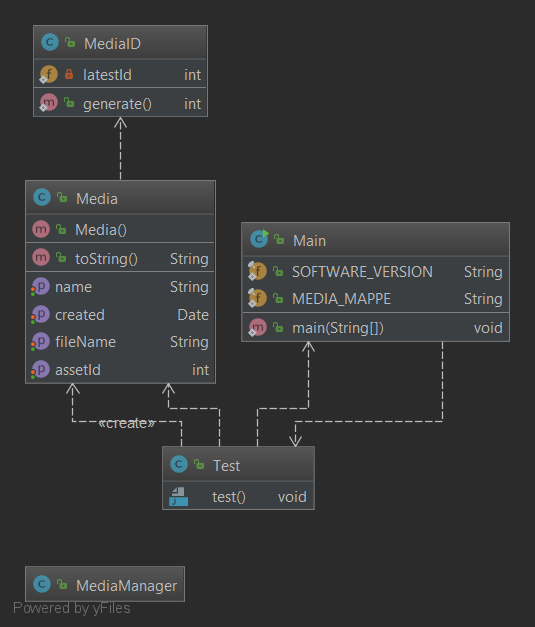 MediaID
latestId int
generate() int
Media
Media()
toString() String
name String
created Date
fileName String
assetId int
Main
SOFTWARE_VERSION String
MEDIA_MAPPE String
main(String[]) void
«create»
Test
test() void
MediaManager
Powered by yFiles